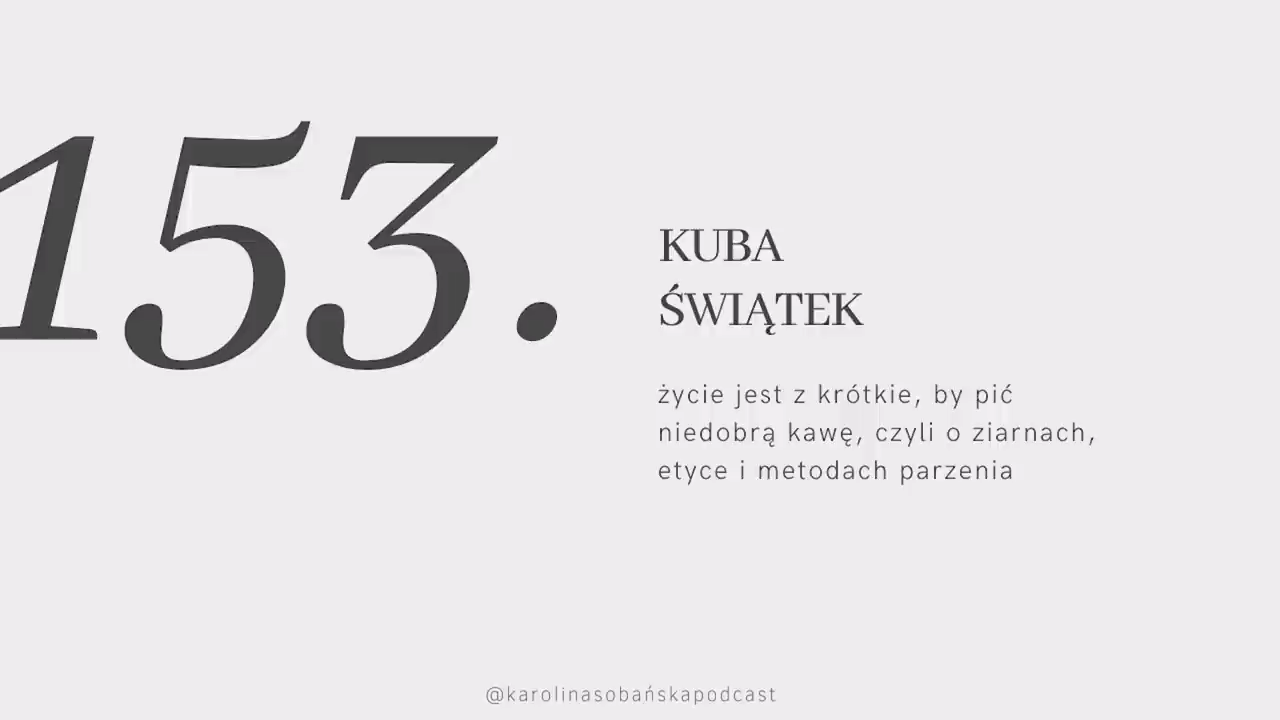 153.
KUBA
ŚWIĄTEK
życie jest z krótkie, by pić
niedobrą kawę, czyli o ziarnach,
etyce i metodach parzenia
@karolinasobańskapodcast